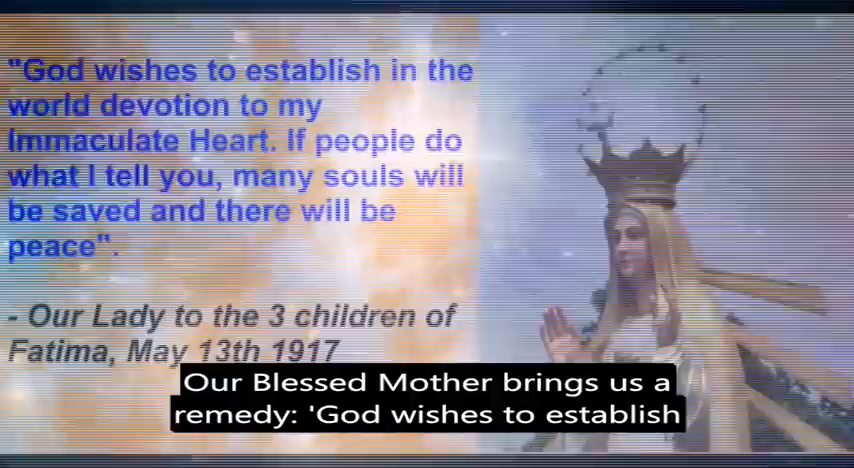 "God wishes to establish in the
world devotion to my
Immaculate Heart. If people do
what I tell you, many souls will
be saved and there will be
peace".
- Our Lady to the 3 children of
Fatima, May 13th 1917
Our Blessed Mother brings us a
remedy: 'God wishes to establish